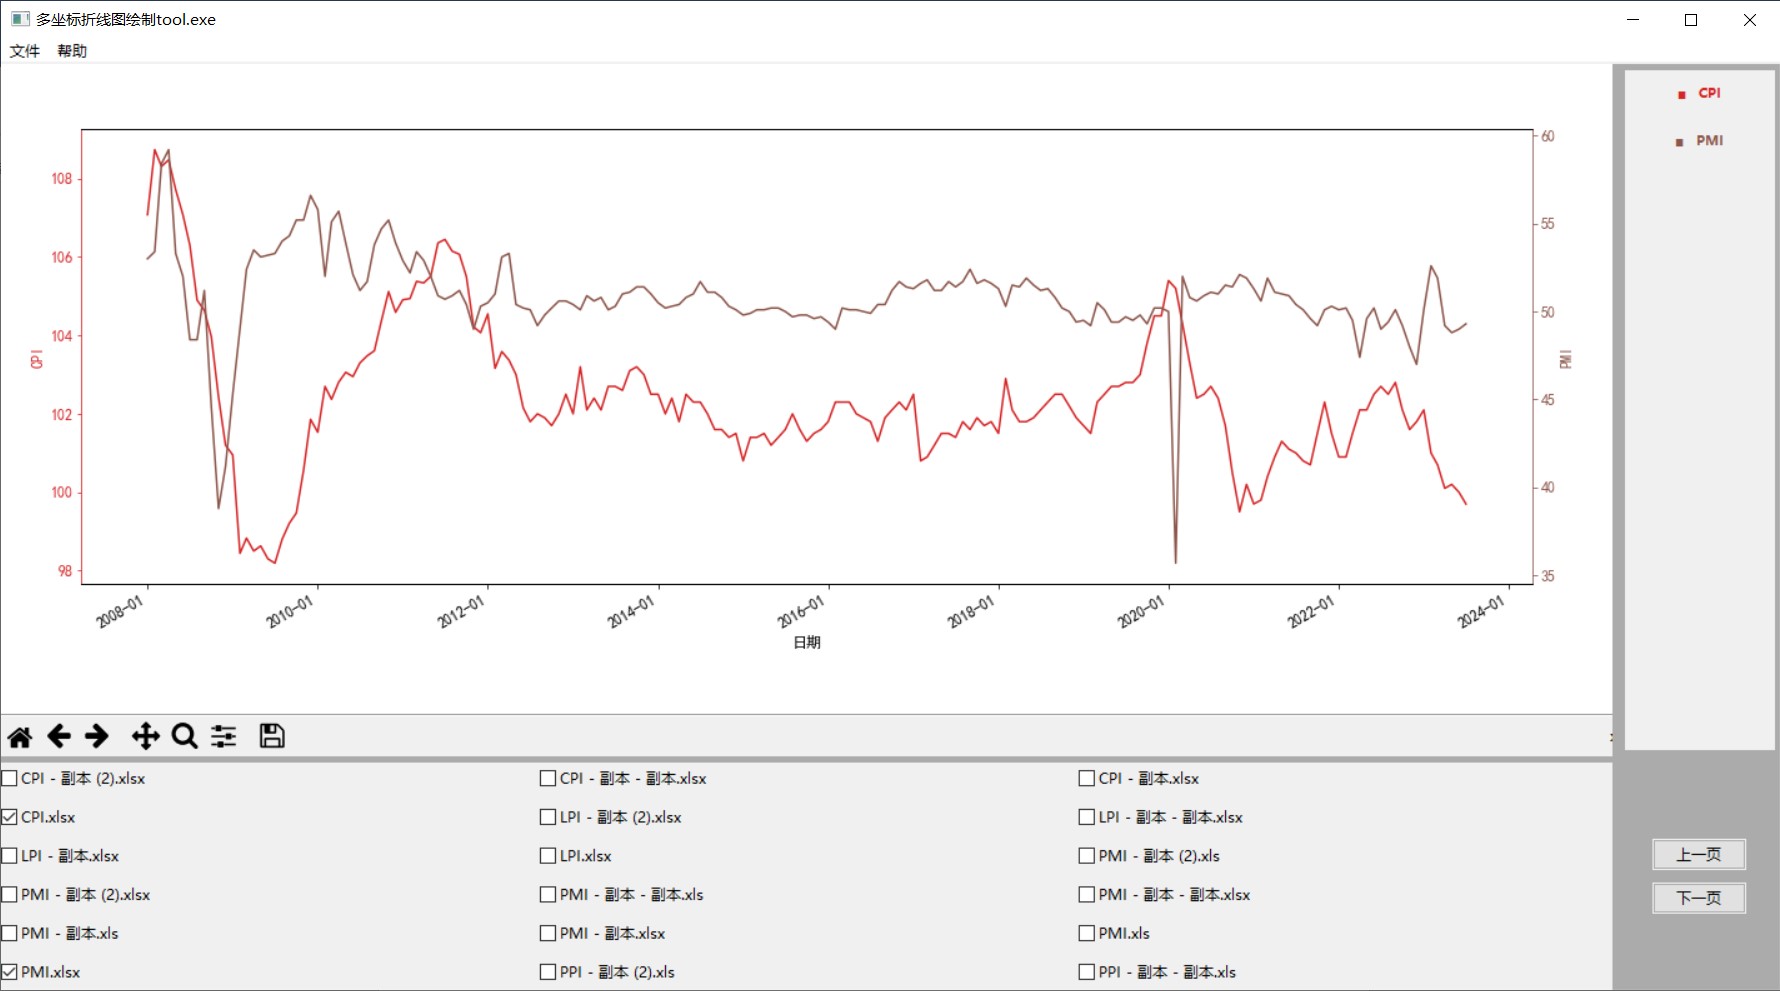 多坐标折线图绘制tool.exe
文件 帮助
CPI
PMI
108
106
104
102
100
98
CPI
60
55
50
45
40
35
PMI
2008-01 2010-01 2012-01 2014-01 2016-01 2018-01 2020-01 2022-01 2024-01
日期
CPI - 副本 (2).xlsx CPI - 副本 - 副本.xlsx CPI - 副本.xlsx
CPI.xlsx LPI - 副本 (2).xlsx LPI - 副本 - 副本.xlsx
LPI - 副本.xlsx LPI.xlsx PMI - 副本 (2).xls
PMI - 副本 (2).xlsx PMI - 副本 - 副本.xls PMI - 副本 - 副本.xlsx
PMI - 副本.xls PMI - 副本.xlsx PMI.xls
PMI.xlsx PPI - 副本 (2).xls PPI - 副本 - 副本.xls
上一页
下一页